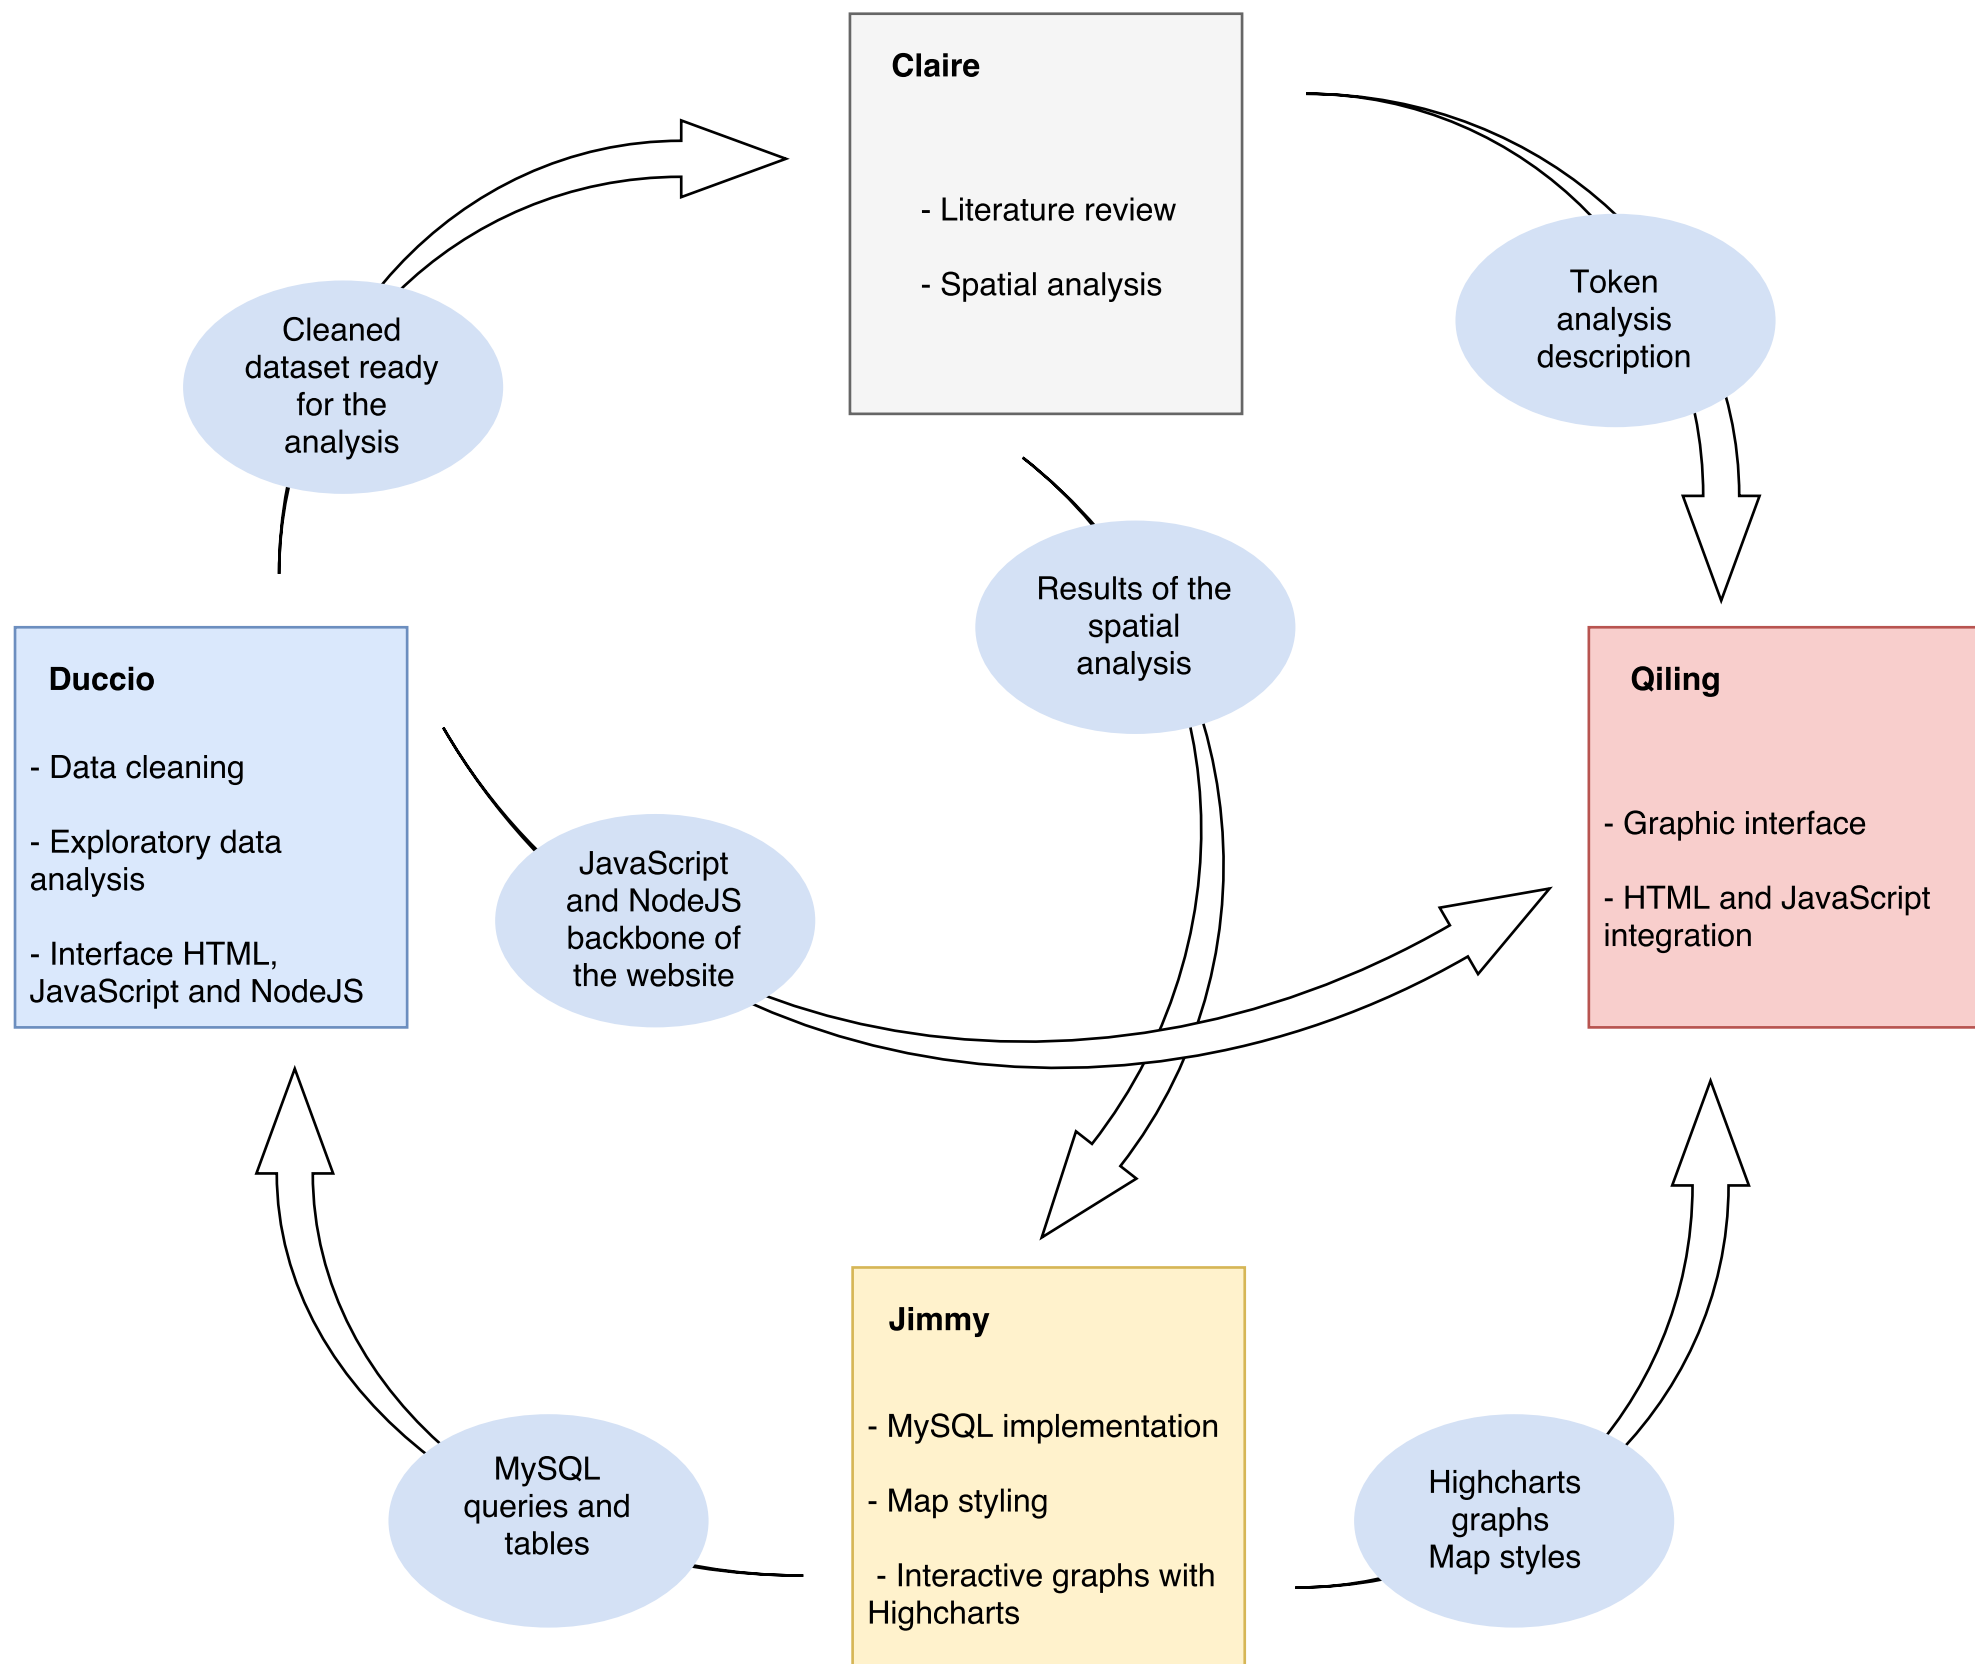 Claire
- Literature review
- Spatial analysis
Token
analysis
description
Cleaned
dataset ready
for the
analysis
Results of the
spatial
analysis
Duccio
- Data cleaning
- Exploratory data
analysis
- Interface HTML,
JavaScript and NodeJS
JavaScript
and NodeJS
backbone of
the website
Qiling
- Graphic interface
- HTML and JavaScript
integration
Jimmy
- MySQL implementation
- Map styling
- Interactive graphs with
Highcharts
MySQL
queries and
tables
Highcharts
graphs
Map styles